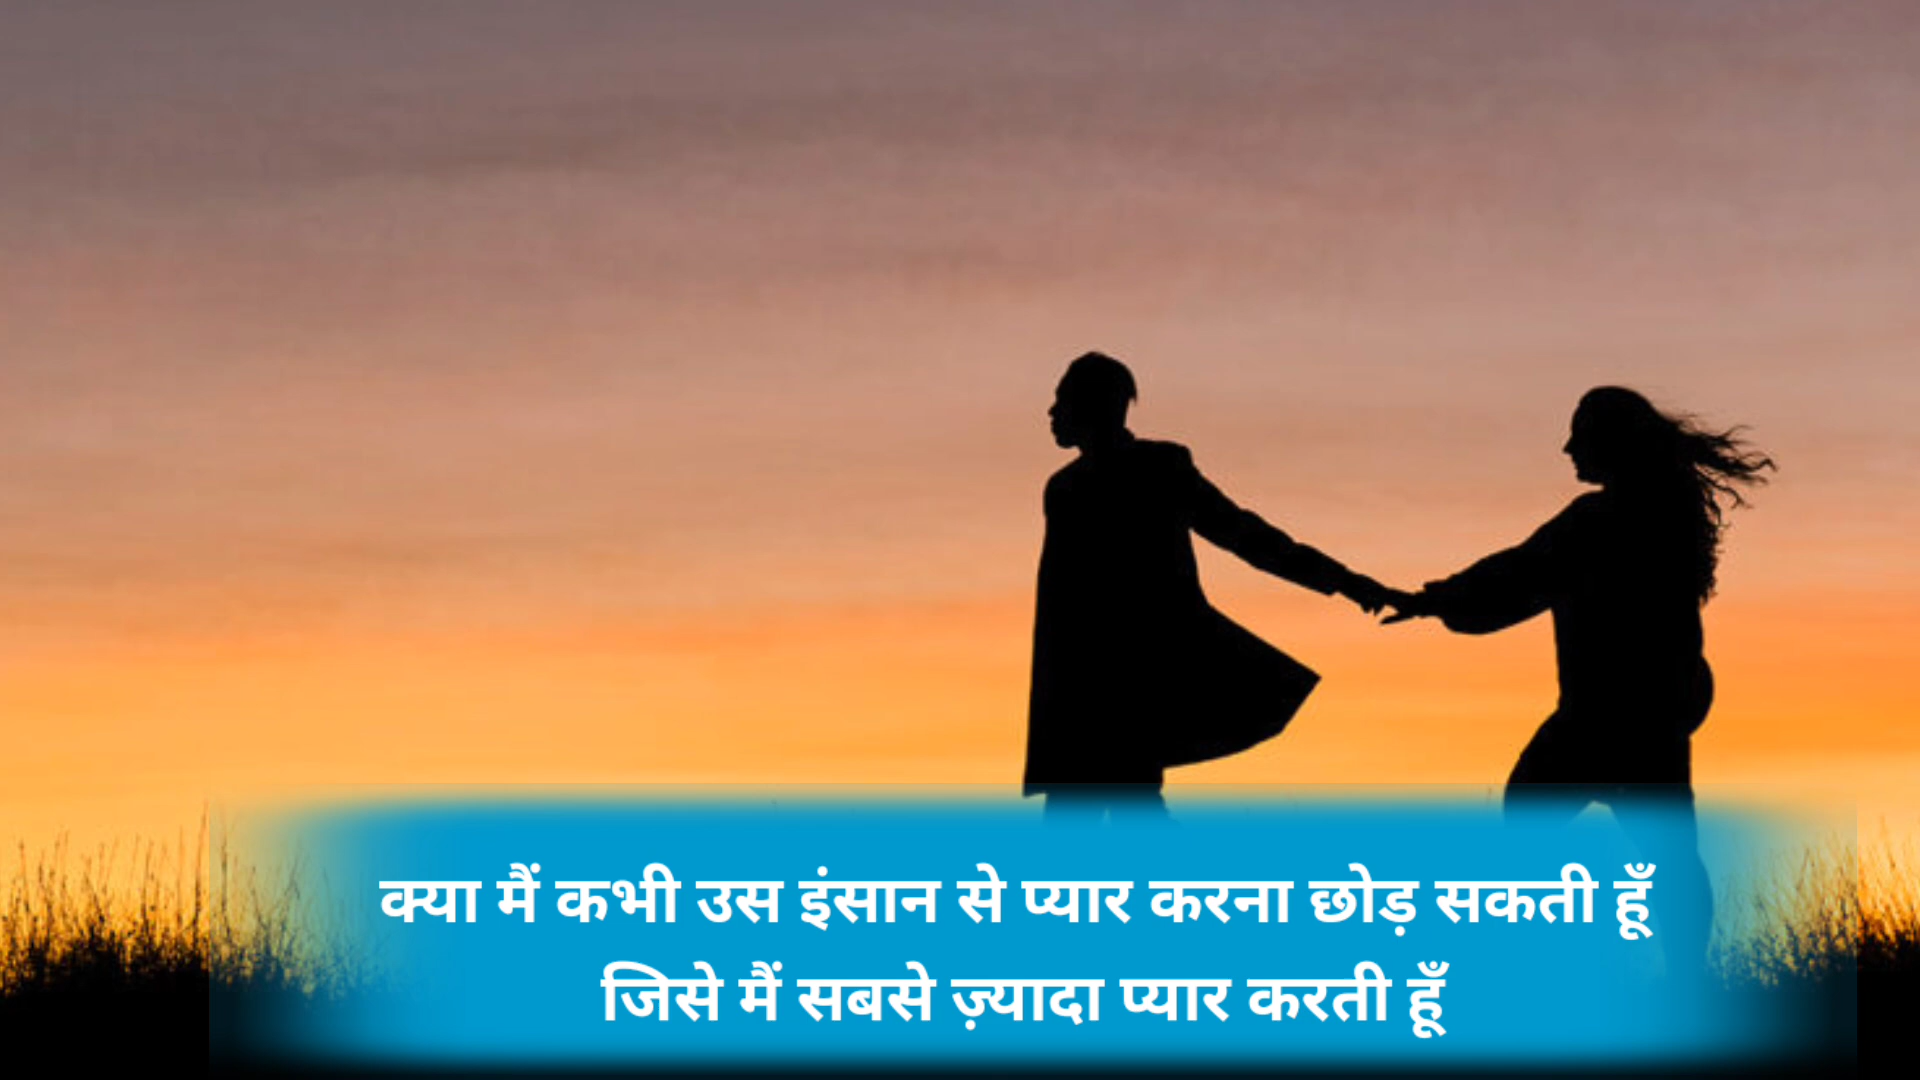 क्या मैं कभी उस इंसान से प्यार करना छोड़ सकती हूँ
जिसे मैं सबसे ज़्यादा प्यार करती हूँ